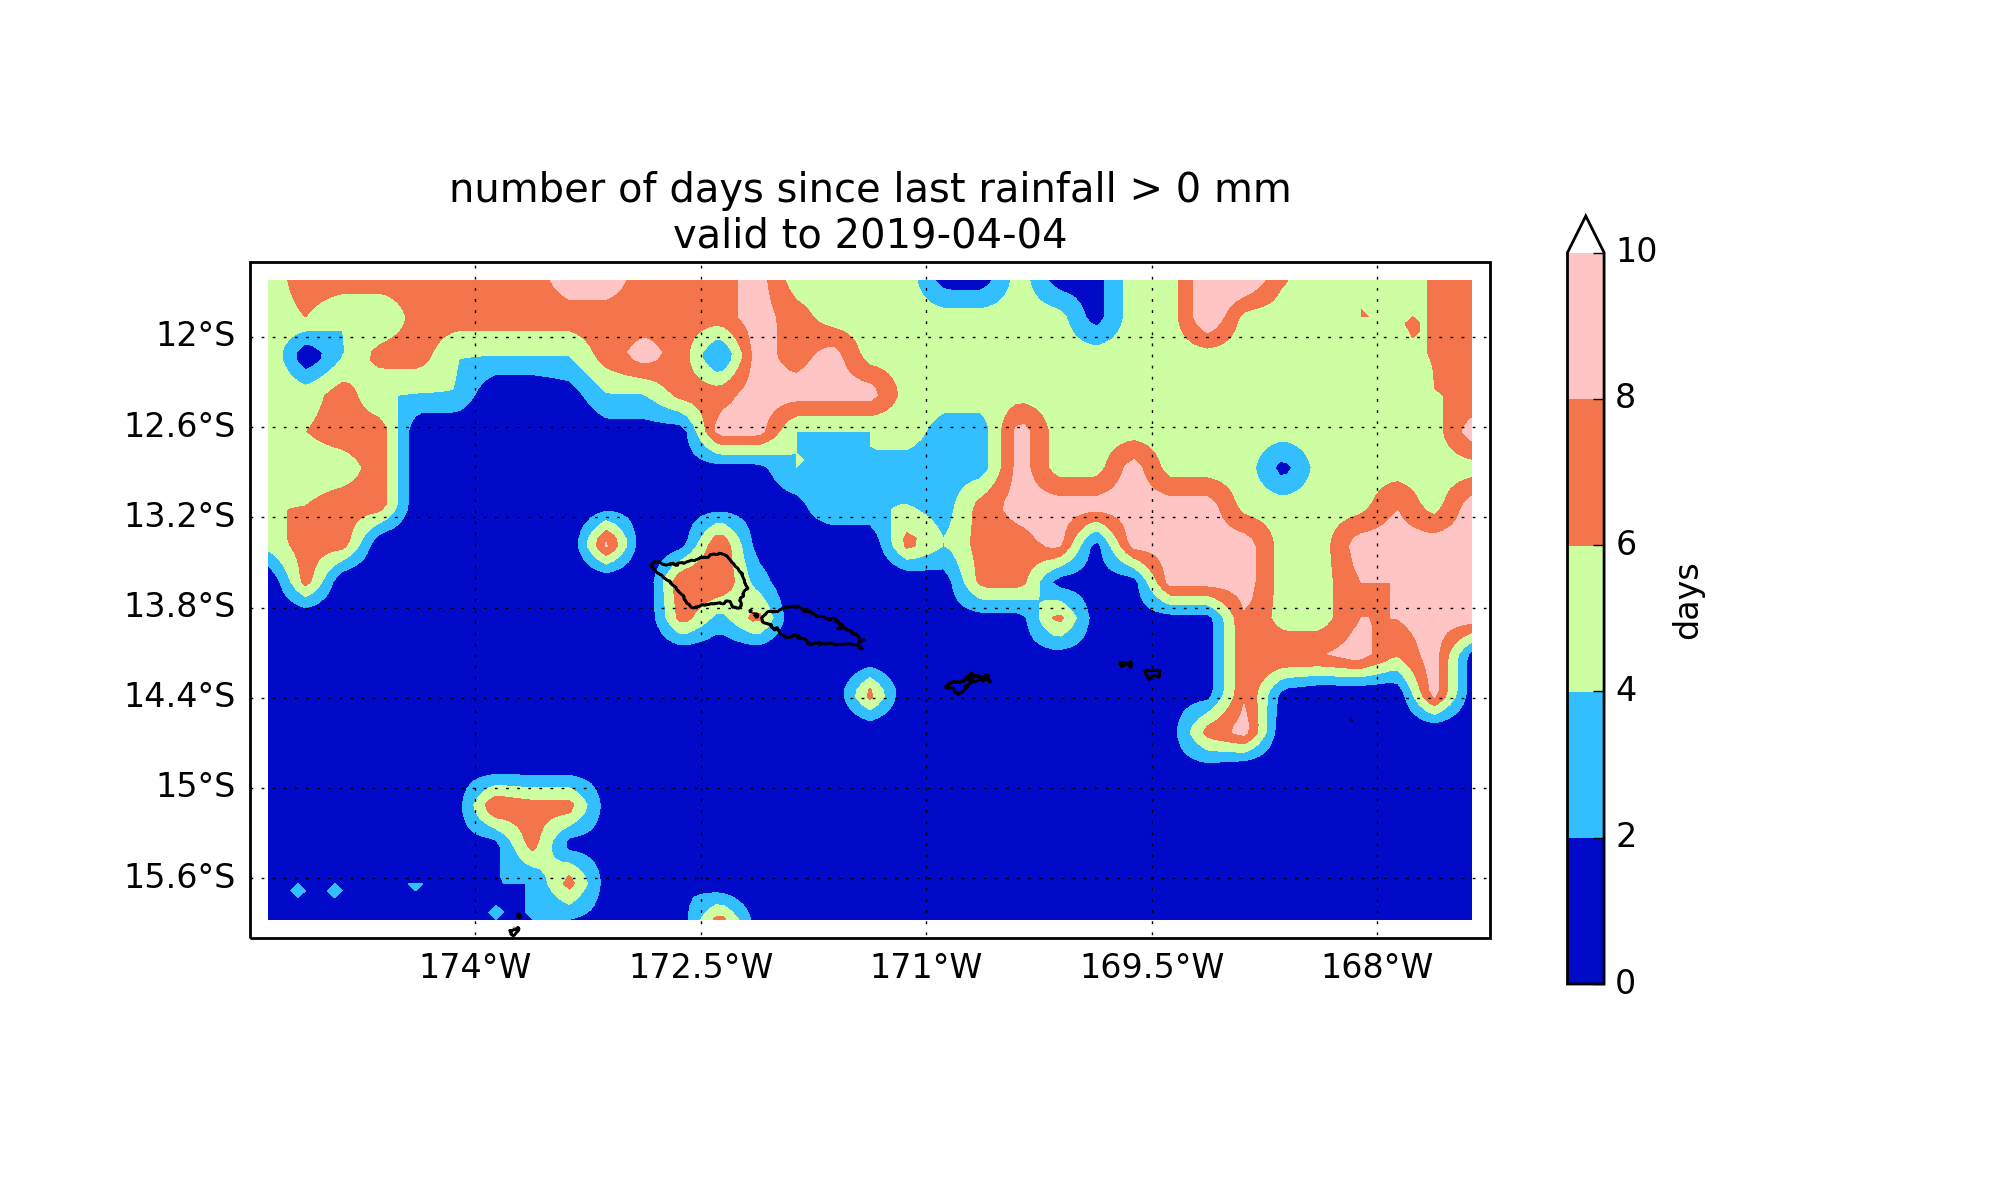 number of days since last rainfall > 0 mm
valid to 2019-04-04
12°S
12.6°S
13.2°S
13.8°S
14.4°S
15°S
15.6°S
174°W 172.5°W 171°W 169.5°W 168°W
10
8
6
4
2
0
days